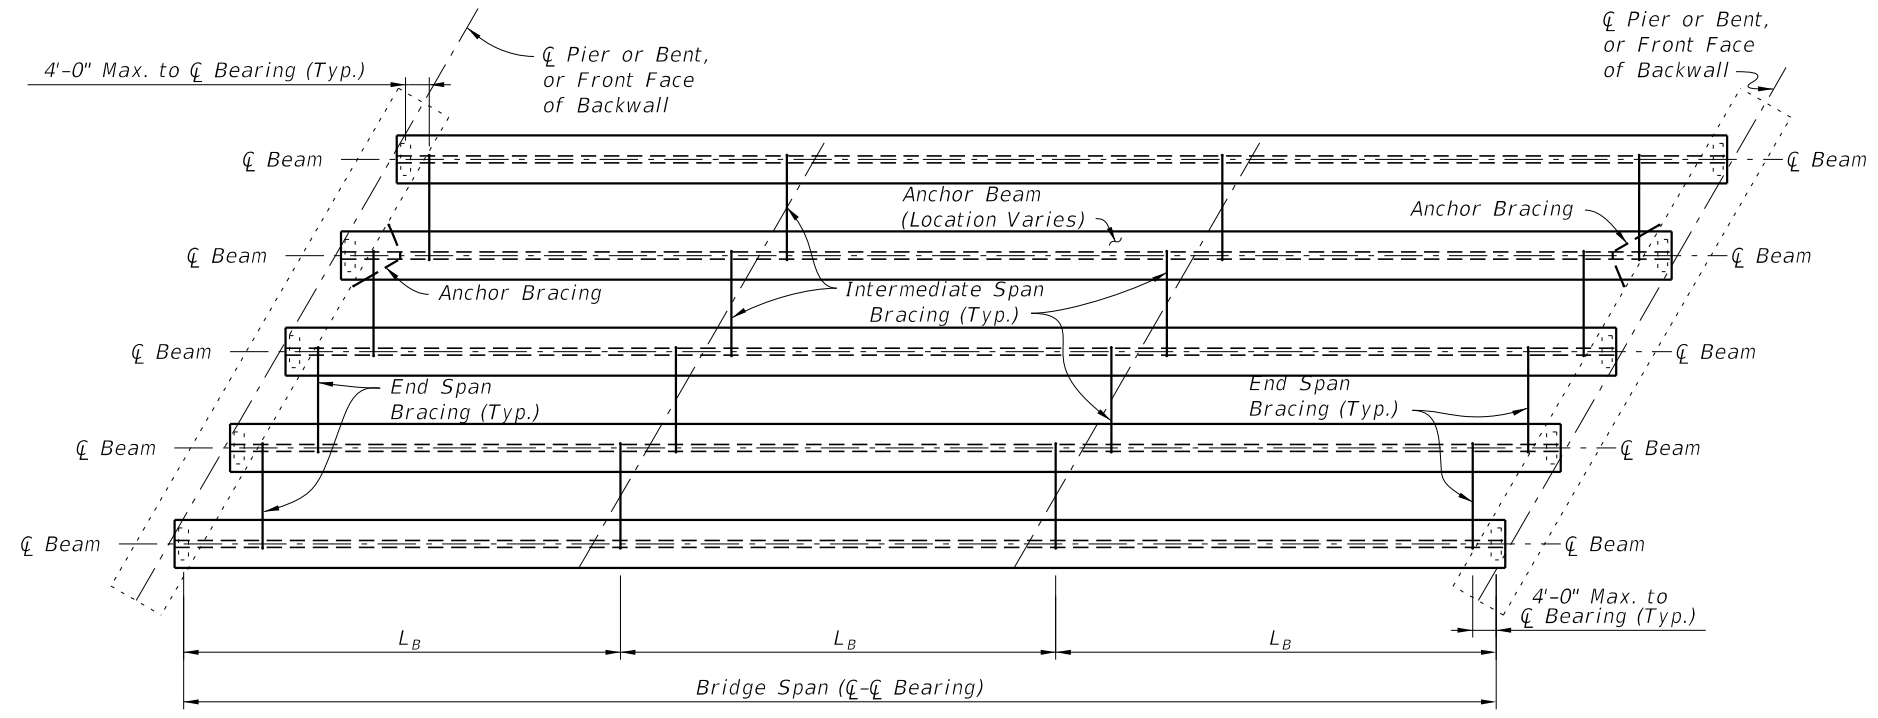 ℄ Pier or Bent,
or Front Face
of Backwall
℄ Pier or Bent,
or Front Face
of Backwall
4'-0" Max. to ℄ Bearing (Typ.)
℄ Beam
℄ Beam
Anchor Beam
(Location Varies)
Anchor Bracing
℄ Beam
℄ Beam
Anchor Bracing
Intermediate Span
Bracing (Typ.)
℄ Beam
℄ Beam
End Span
Bracing (Typ.)
End Span
Bracing (Typ.)
℄ Beam
℄ Beam
℄ Beam
℄ Beam
4'-0" Max. to
℄ Bearing (Typ.)
L_B
L_B
L_B
Bridge Span (℄-℄ Bearing)